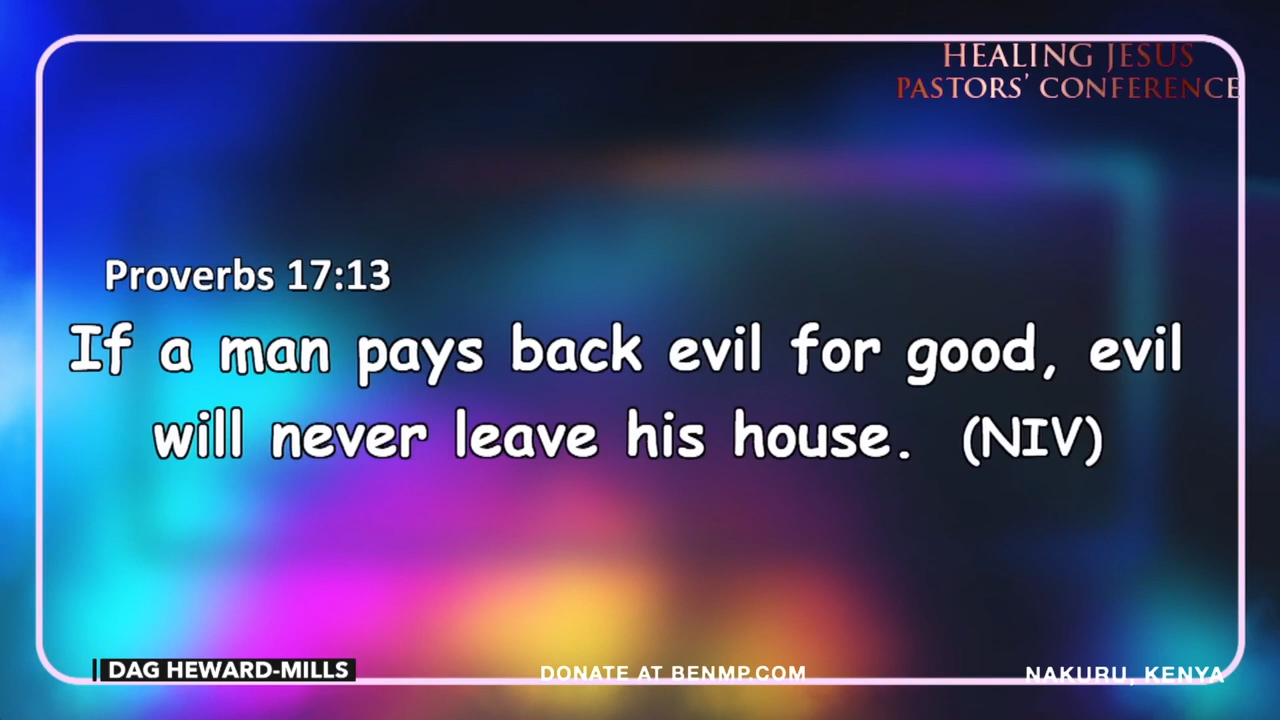 HEALING JESUS
PASTORS' CONFERENCE
Proverbs 17:13
If a man pays back evil for good, evil
will never leave his house. (NIV)
DAG HEWARD-MILLS
DONATE AT BENMP.COM
NAKURU, KENYA